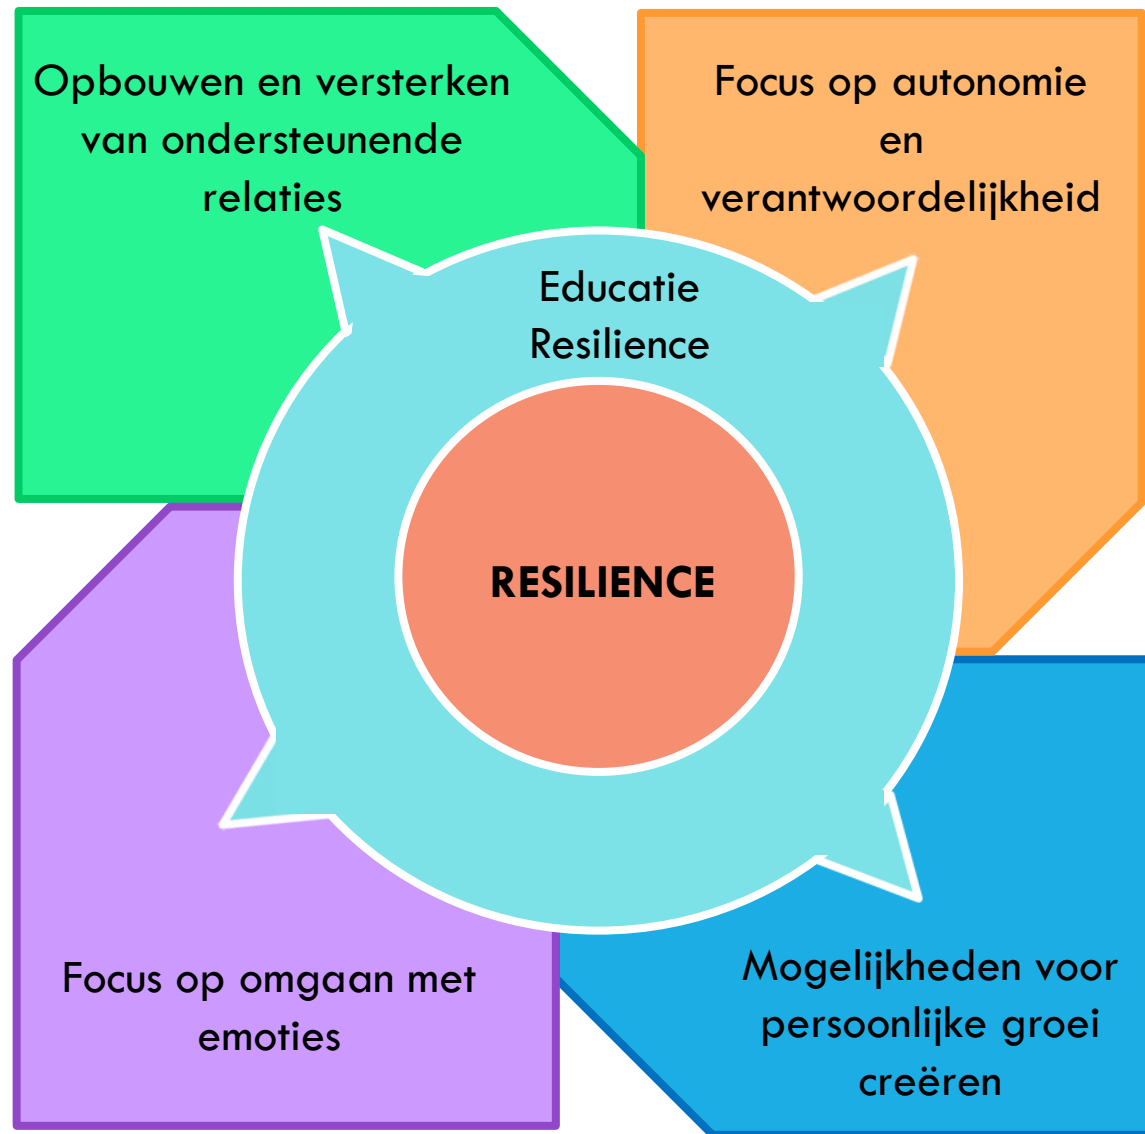 Opbouwen en versterken
van ondersteunende
relaties
Focus op autonomie
en
verantwoordelijkheid
Educatie
Resilience
RESILIENCE
Focus op omgaan met
emoties
Mogelijkheden voor
persoonlijke groei
creëren